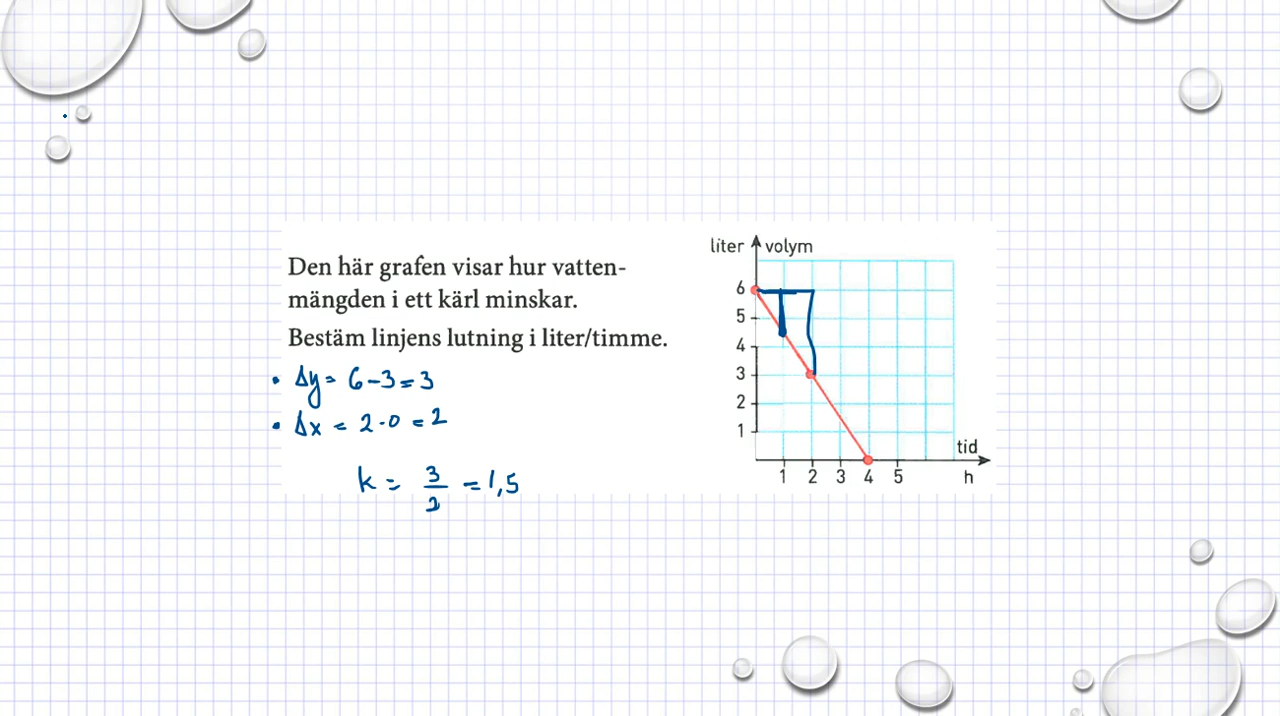 Den här grafen visar hur vatten-
mängden i ett kärl minskar.
Bestäm linjens lutning i liter/timme.
• Δy = 6-3=3
• Δx = 2-0 = 2
k = 3/2 = 1,5
liter volym
6
5
4
3
2
1
tid
1 2 3 4 5 h